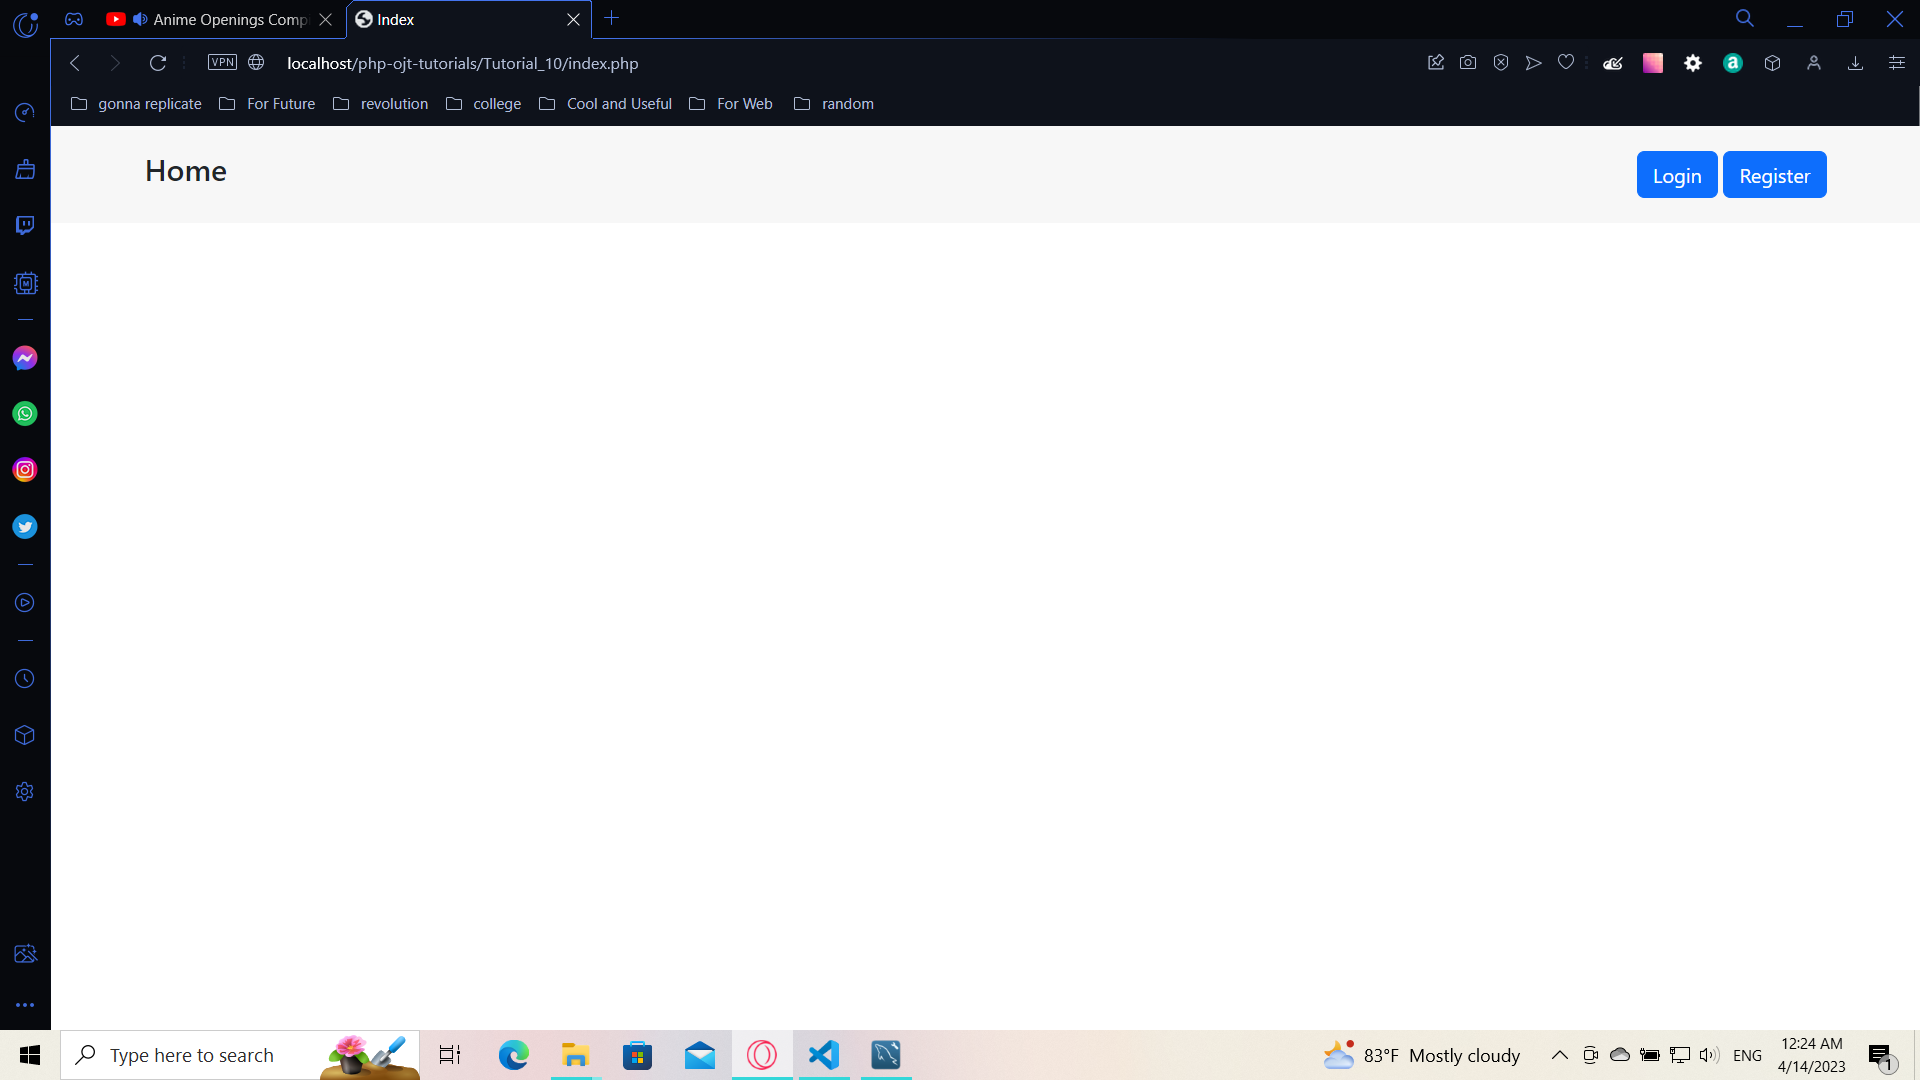 Anime Openings Comp
Index
VPN
localhost/php-ojt-tutorials/Tutorial_10/index.php
gonna replicate
For Future
revolution
college
Cool and Useful
For Web
random
Home
Login
Register
Type here to search
83°F Mostly cloudy
ENG
12:24 AM
4/14/2023
1